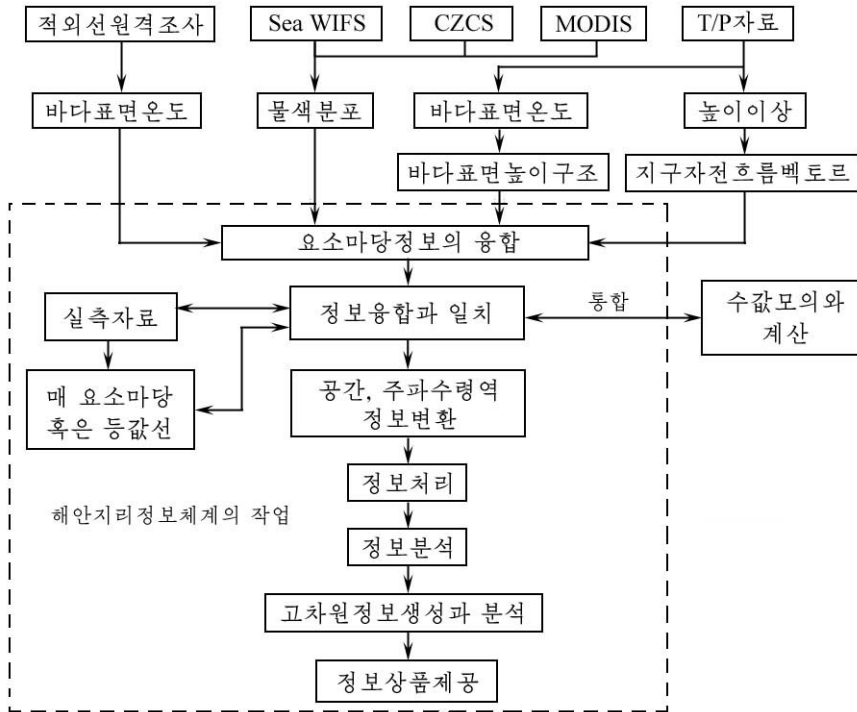 적외선원격조사
Sea WIFS
CZCS
MODIS
T/P자료
바다표면온도
물색분포
바다표면온도
높이이상
바다표면높이구조
지구자전흐름벡토르
요소마당정보의 융합
실측자료
정보융합과 일치
통합
수값모의와
계산
매 요소마당
혹은 등값선
공간, 주파수령역
정보변환
정보처리
해안지리정보체계의 작업
정보분석
고차원정보생성과 분석
정보상품제공